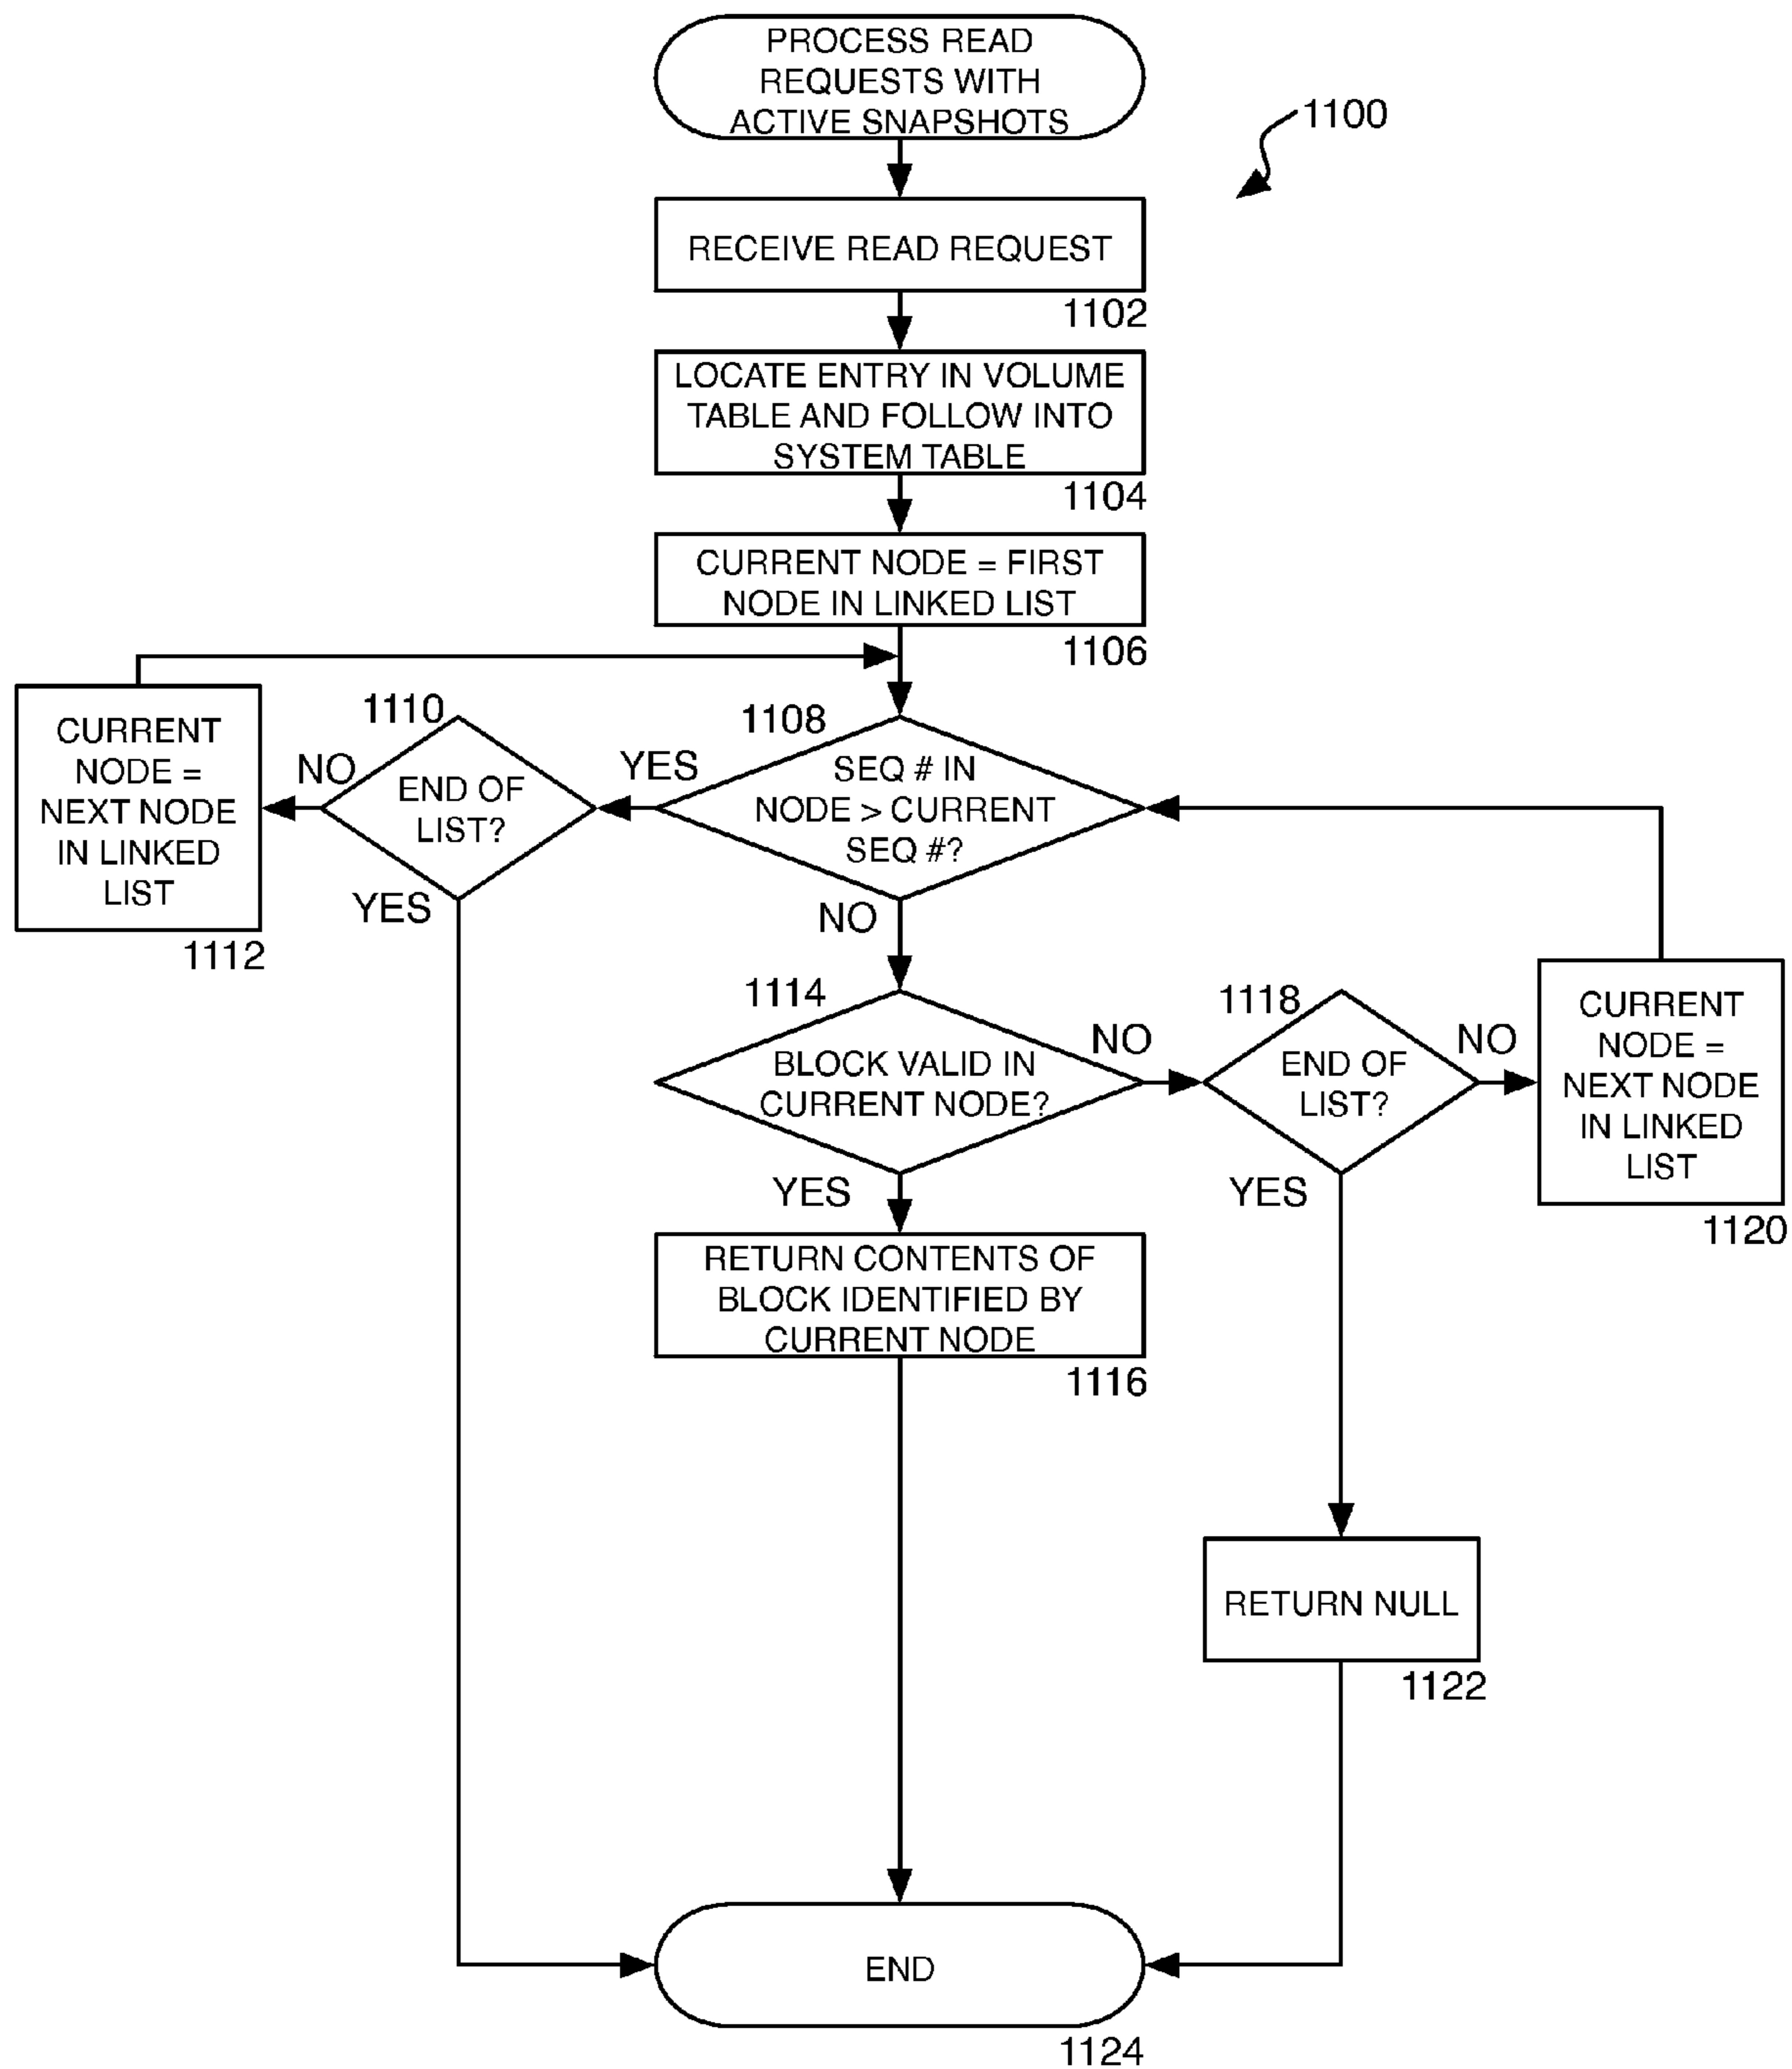 PROCESS READ
REQUESTS WITH
ACTIVE SNAPSHOTS
1100
RECEIVE READ REQUEST
1102
LOCATE ENTRY IN VOLUME
TABLE AND FOLLOW INTO
SYSTEM TABLE
1104
CURRENT NODE = FIRST
NODE IN LINKED LIST
1106
CURRENT
NODE =
NEXT NODE
IN LINKED
LIST
1112
NO
1110
END OF
LIST?
YES
YES
1108
SEQ # IN
NODE > CURRENT
SEQ #?
NO
1114
BLOCK VALID IN
CURRENT NODE?
NO
YES
1118
END OF
LIST?
NO
YES
CURRENT
NODE =
NEXT NODE
IN LINKED
LIST
1120
RETURN CONTENTS OF
BLOCK IDENTIFIED BY
CURRENT NODE
1116
RETURN NULL
1122
END
1124